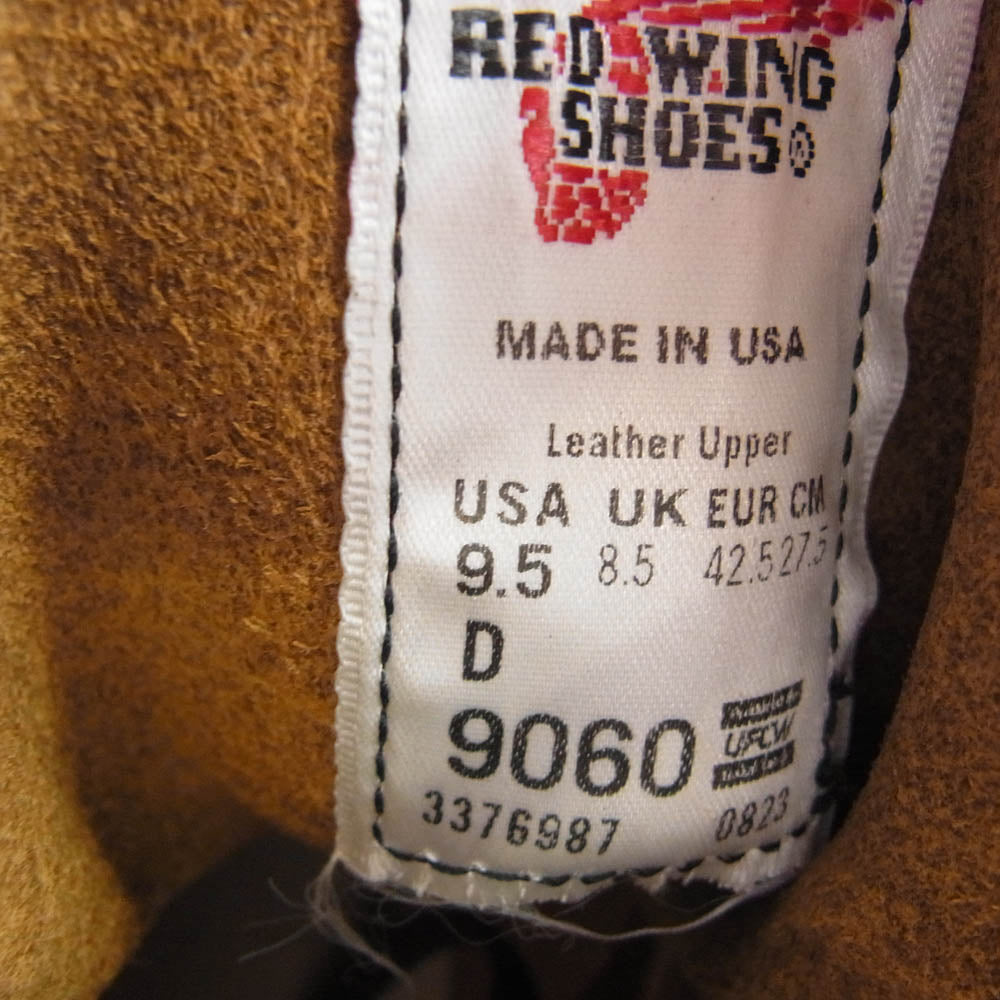 RED WING
SHOES®
MADE IN USA
Leather Upper
USA UK EUR CM
9.5 8.5 42.5 27.5
D
9060 UFCW
3376987 0823